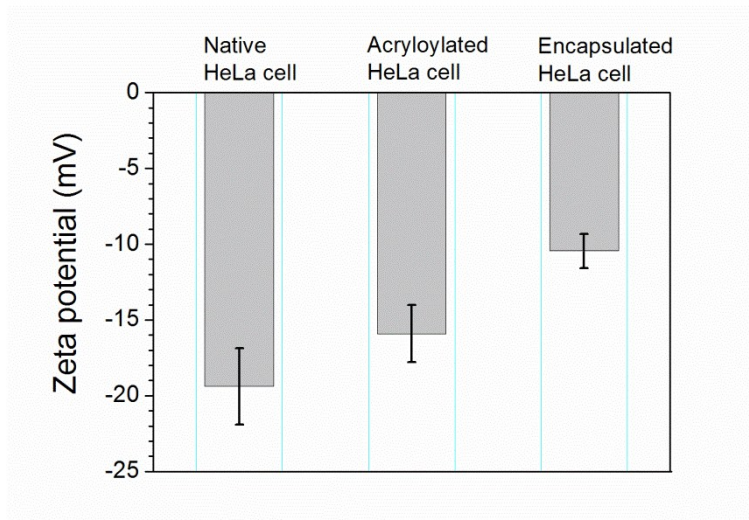 Native
HeLa cell
Acryloylated
HeLa cell
Encapsulated
HeLa cell
Zeta potential (mV)
0
-5
-10
-15
-20
-25